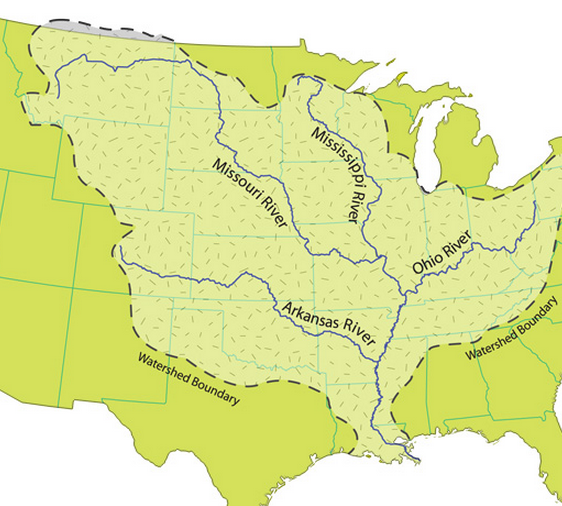 Mississippi River
Missouri River
Ohio River
Arkansas River
Watershed Boundary
Watershed Boundary